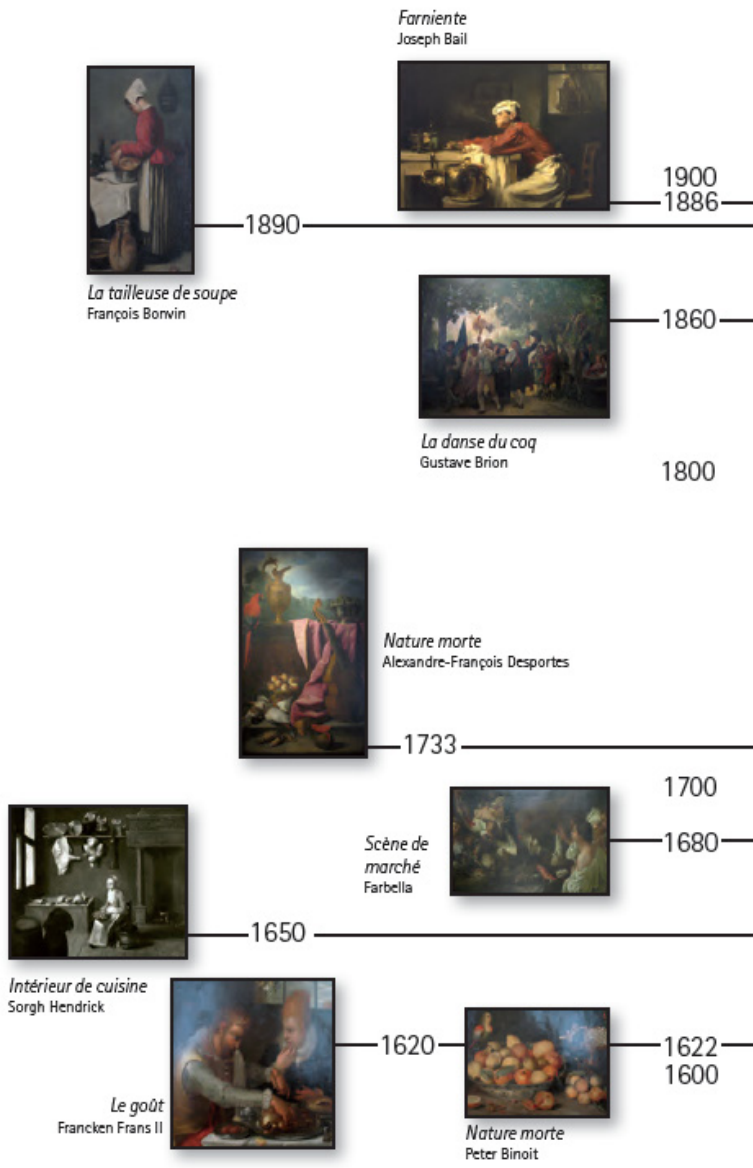 Farniente
Joseph Bail
1900
1886
1890
La tailleuse de soupe
François Bonvin
1860
La danse du coq
Gustave Brion
1800
Nature morte
Alexandre-François Desportes
1733
1700
Scène de
marché
Farbella
1680
1650
Intérieur de cuisine
Sorgh Hendrick
1620
1622
1600
Le goût
Francken Frans II
Nature morte
Peter Binoit